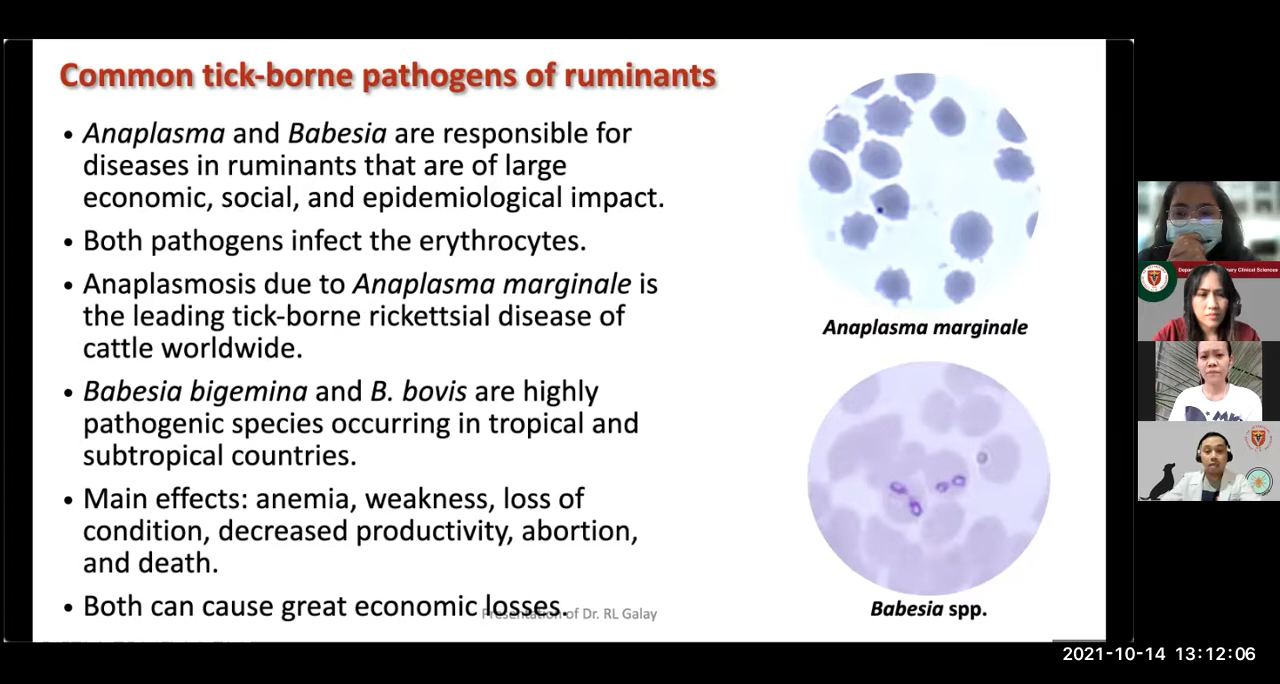 Common tick-borne pathogens of ruminants
• Anaplasma and Babesia are responsible for
diseases in ruminants that are of large
economic, social, and epidemiological impact.
• Both pathogens infect the erythrocytes.
• Anaplasmosis due to Anaplasma marginale is
the leading tick-borne rickettsial disease of
cattle worldwide.
• Babesia bigemina and B. bovis are highly
pathogenic species occurring in tropical and
subtropical countries.
• Main effects: anemia, weakness, loss of
condition, decreased productivity, abortion,
and death.
• Both can cause great economic losses.
Presentation of Dr. RL Galay
Anaplasma marginale
Babesia spp.
Clinical Sciences
2021-10-14 13:12:06